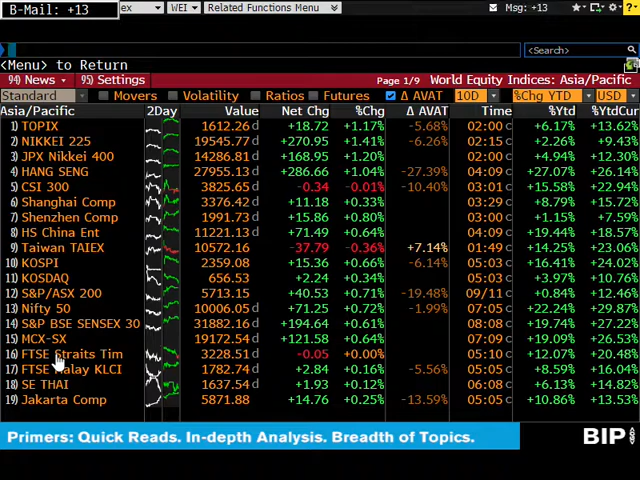 B-Mail: +13 ex WEI Related Functions Menu Msg: +13 ?
<Search>
<Menu> to Return
94) News 95) Settings Page 1/9 World Equity Indices: Asia/Pacific
Standard Movers Volatility Ratios Futures Δ AVAT 10D %Chg YTD USD
Asia/Pacific 2Day Value Net Chg %Chg Δ AVAT Time %Ytd %YtdCur
1) TOPIX 1612.26 d +18.72 +1.17% -5.68% 02:00 c +6.17% +13.62%
2) NIKKEI 225 19545.77 d +270.95 +1.41% -6.26% 02:15 c +2.26% +9.43%
3) JPX Nikkei 400 14286.81 d +168.95 +1.20% 02:00 c +4.94% +12.30%
4) HANG SENG 27955.13 d +286.66 +1.04% -27.39% 04:09 c +27.07% +26.14%
5) CSI 300 3825.65 d -0.34 -0.01% -10.40% 03:01 c +15.58% +22.94%
6) Shanghai Comp 3376.42 d +11.18 +0.33% 03:29 c +8.79% +15.72%
7) Shenzhen Comp 1991.73 d +15.86 +0.80% 03:00 c +1.15% +7.59%
8) HS China Ent 11221.13 d +71.49 +0.64% 04:09 c +19.44% +18.57%
9) Taiwan TAIEX 10572.16 -37.79 -0.36% +7.14% 01:49 c +14.25% +23.06%
10) KOSPI 2359.08 +15.36 +0.66% -6.14% 05:03 c +16.41% +24.02%
11) KOSDAQ 656.53 +2.24 +0.34% 05:03 c +3.97% +10.76%
12) S&P/ASX 200 5713.15 +40.53 +0.71% -19.48% 09/11 c +0.84% +12.46%
13) Nifty 50 10006.05 d +71.25 +0.72% -1.99% 07:05 c +22.24% +29.87%
14) S&P BSE SENSEX 30 31882.16 +194.64 +0.61% 08:08 c +19.74% +27.22%
15) MCX-SX 19172.54 d +121.58 +0.64% 07:05 c +19.09% +26.53%
16) FTSE Straits Tim 3228.51 -0.05 +0.00% 05:10 c +12.07% +20.48%
17) FTSE Malay KLCI 1782.74 d +2.84 +0.16% -5.56% 05:05 c +8.59% +16.04%
18) SE THAI 1637.54 d +1.93 +0.12% 06:08 c +6.13% +14.82%
19) Jakarta Comp 5871.88 +14.76 +0.25% -13.59% 05:05 c +10.86% +13.53%
Primers: Quick Reads. In-depth Analysis. Breadth of Topics. BIP